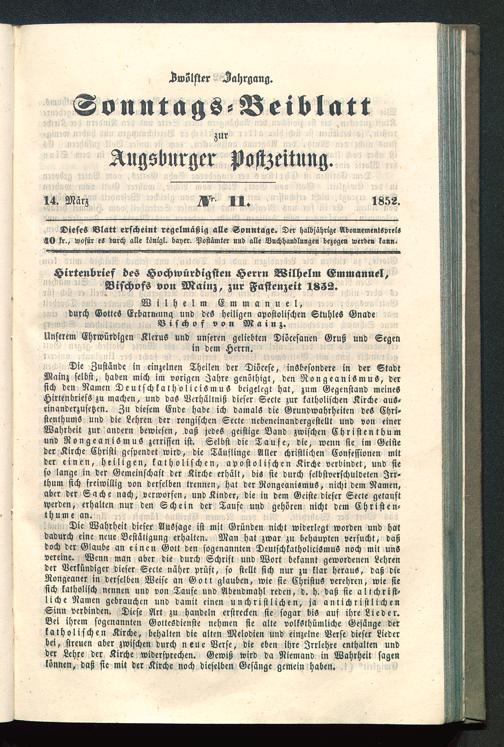 Zwölfter Jahrgang.
Sonntags-Beiblatt
zur
Augsburger Postzeitung.
14. März Nr. 11. 1852.
Dieses Blatt erscheint regelmäßig alle Sonntage. Der halbjährige Abonnementspreis
40 kr., wofür es durch alle königl. bayer. Postämter und alle Buchhandlungen bezogen werden kann.
Hirtenbrief des Hochwürdigsten Herrn Wilhelm Emmanuel,
Bischofs von Mainz, zur Fastenzeit 1852.
Wilhelm Emmanuel,
durch Gottes Erbarmung und des heiligen apostolischen Stuhles Gnade
Bischof von Mainz.
Unserem Ehrwürdigen Klerus und unseren geliebten Diöcesanen Gruß und Segen
in dem Herrn.
Die Zustände in einzelnen Theilen der Diöcese, insbesondere in der Stadt
Mainz selbst, haben mich im vorigen Jahre genöthigt, den Rongeanismus, der
sich den Namen Deutschkatholicismus beigelegt hat, zum Gegenstand meines
Hirtenbriefs zu machen, und das Verhältniß dieser Secte zur katholischen Kirche aus-
einanderzusetzen. Zu diesem Ende habe ich damals die Grundwahrheiten des Chri-
stenthums und die Lehren der rongischen Secte nebeneinandergestellt und von einer
Wahrheit zur andern bewiesen, daß jedes geistige Band zwischen Christenthum
und Rongeanismus zerrissen ist. Selbst die Taufe, die, wenn sie im Geiste
der Kirche Christi gespendet wird, die Täuflinge aller christlichen Confessionen mit
der einen, heiligen, katholischen, apostolischen Kirche verbindet, und sie
so lange in der Gemeinschaft der Kirche erhält, bis sie durch selbstverschuldeten Irr-
thum sich freiwillig von derselben trennen, hat der Rongeanismus, nicht dem Namen,
aber der Sache nach, verworfen, und Kinder, die in dem Geiste dieser Secte getauft
werden, erhalten nur den Schein der Taufe und gehören nicht dem Christen-
thume an.
Die Wahrheit dieser Aussage ist mit Gründen nicht widerlegt worden und hat
dadurch eine neue Bestätigung erhalten. Man hat zwar zu behaupten versucht, daß
doch der Glaube an einen Gott den sogenannten Deutschkatholicismus noch mit uns
vereine. Wenn man aber die durch Schrift und Wort bekannt gewordenen Lehren
der Verkündiger dieser Secte näher prüft, so stellt sich nur zu klar heraus, daß die
Rongeaner in derselben Weise an Gott glauben, wie sie Christus verehren, wie sie
sich katholisch nennen und von Taufe und Abendmahl reden, d. h. daß sie altchrist-
liche Namen gebrauchen und damit einen unchristlichen, ja antichristlichen
Sinn verbinden. Diese Art zu handeln erstrecken sie sogar bis auf ihre Lieder.
Bei ihrem sogenannten Gottesdienst nehmen sie alte volksthümliche Gesänge der
katholischen Kirche, behalten die alten Melodien und einzelne Verse dieser Lieder
bei, streuen aber zwischen durch neue Verse, die eben ihre Irrlehre enthalten und
der Lehre der Kirche widersprechen. Gewiß wird da Niemand in Wahrheit sagen
können, daß sie mit der Kirche noch dieselben Gesänge gemein haben.